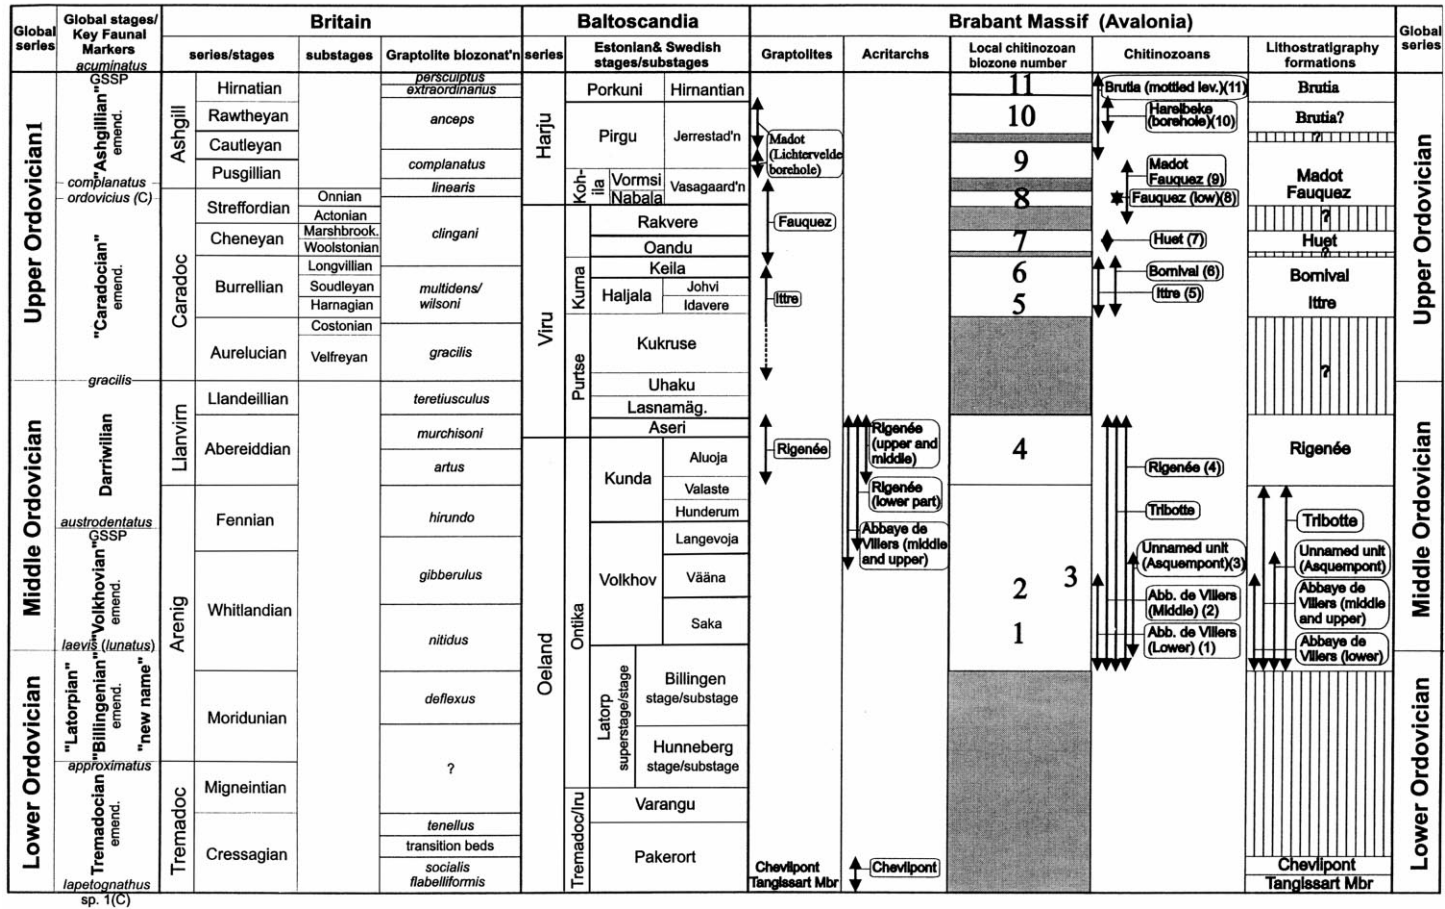 Global series
Global stages/
Key Faunal
Markers
acuminatus
Britain
series/stages
substages
Graptolite biozonat'n
Baltoscandia
series
Estonian& Swedish
stages/substages
Brabant Massif (Avalonia)
Graptolites
Acritarchs
Local chitinozoan
biozone number
Chitinozoans
Lithostratigraphy
formations
Global
series
Upper Ordovician1
Middle Ordovician
Lower Ordovician
GSSP
"Ashgillian"
emend.
complanatus
ordovicius (C)
"Caradocian"
emend.
gracilis
Darriwilian
austrodentatus
GSSP
"Volkhovian"
emend.
laevis (lunatus)
"Latorpian"
"Billingenian"
emend.
"new name"
approximatus
Tremadocian
emend.
lapetognathus
sp. 1(C)
Ashgill
Caradoc
Llanvirn
Arenig
Tremadoc
Hirnatian
Rawtheyan
Cautleyan
Pusgillian
Streffordian
Cheneyan
Burrellian
Aurelucian
Llandeillian
Abereiddian
Fennian
Whitlandian
Moridunian
Migneintian
Cressagian
Onnian
Actonian
Marshbrook.
Woolstonian
Longvillian
Soudleyan
Harnagian
Costonian
Velfreyan
persculptus
extraordinarius
anceps
complanatus
linearis
clingani
multidens/
wilsoni
gracilis
teretiusculus
murchisoni
artus
hirundo
gibberulus
nitidus
deflexus
?
tenellus
transition beds
socialis
flabelliformis
Harju
Viru
Oeland
Koh-
ila
Kurna
Purtse
Ontika
Tremadoc/Iru
Porkuni
Hirnantian
Pirgu
Jerrestad'n
Vormsi
Nabala
Vasagaard'n
Rakvere
Oandu
Keila
Haljala
Johvi
Idavere
Kukruse
Uhaku
Lasnamäg.
Aseri
Kunda
Aluoja
Valaste
Hunderum
Volkhov
Langevoja
Vääna
Saka
Latorp
superstage/stage
Billingen
stage/substage
Hunneberg
stage/substage
Varangu
Pakerort
Madot
(Lichtervelde
borehole)
Fauquez
Ittre
Rigenée
Chevlipont
Tangissart Mbr
Rigenée
(upper and
middle)
Rigenée
(lower part)
Abbaye de
Villers (middle
and upper)
Chevlipont
11
10
9
8
7
6
5
4
3
2
1
Brutia (mottled lev.)(11)
Harelbeke
(borehole)(10)
Madot
Fauquez (9)
Fauquez (low)(8)
Huet (7)
Bornival (6)
Ittre (5)
Rigenée (4)
Tribotte
Unnamed unit
(Asquempont)(3)
Abb. de Villers
(Middle) (2)
Abb. de Villers
(Lower) (1)
Brutia
Brutia?
?
Madot
Fauquez
?
Huet
?
Bornival
Ittre
?
Rigenée
Tribotte
Unnamed unit
(Asquempont)
Abbaye de
Villers (middle
and upper)
Abbaye de
Villers (lower)
Chevlipont
Tangissart Mbr
Upper Ordovician
Middle Ordovician
Lower Ordovician